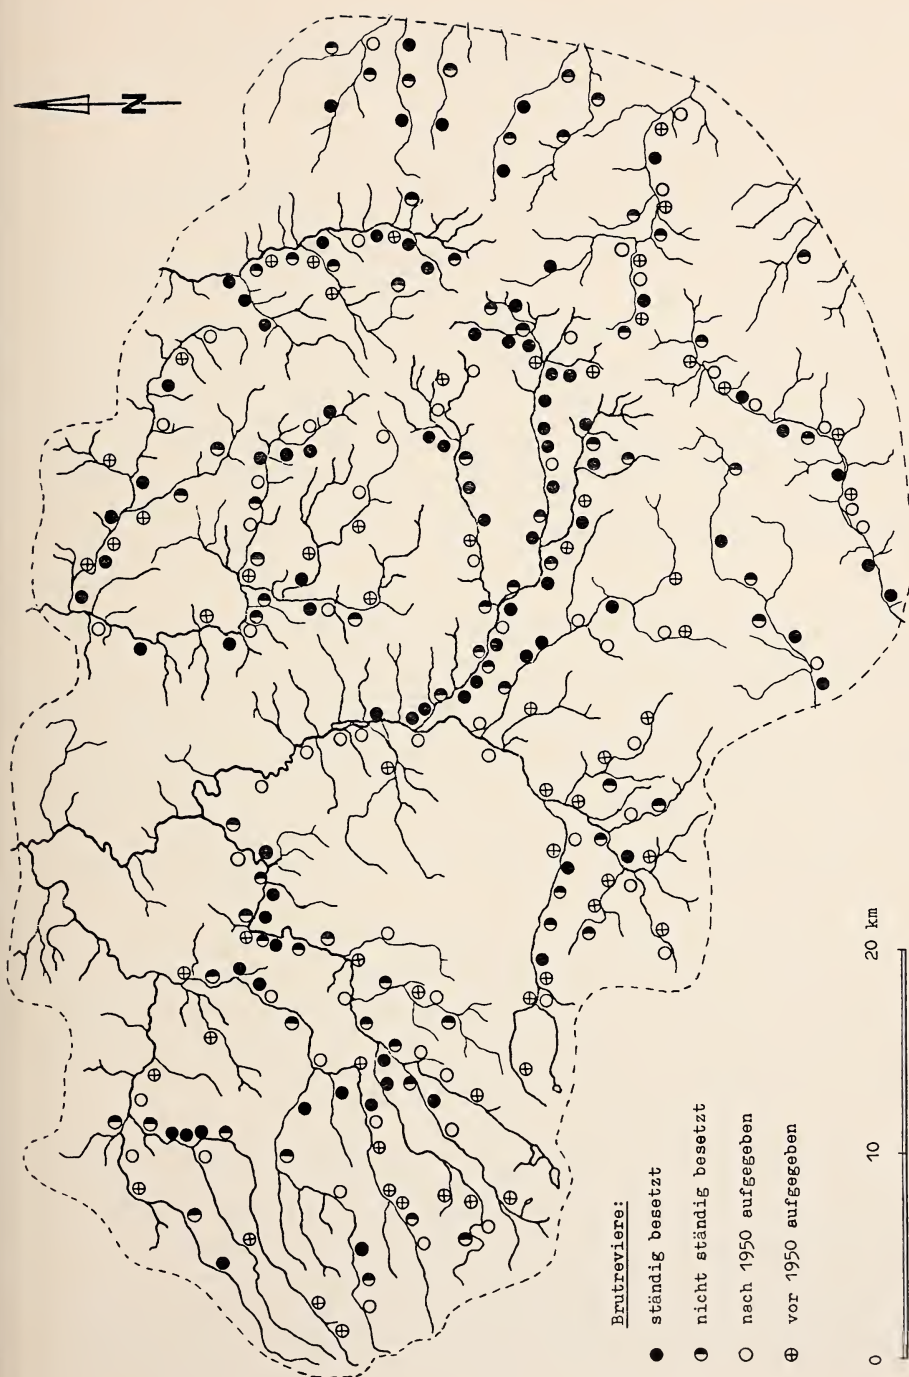 N
Brutreviere:
ständig besetzt
nicht ständig besetzt
nach 1950 aufgegeben
vor 1950 aufgegeben
0 10 20 km